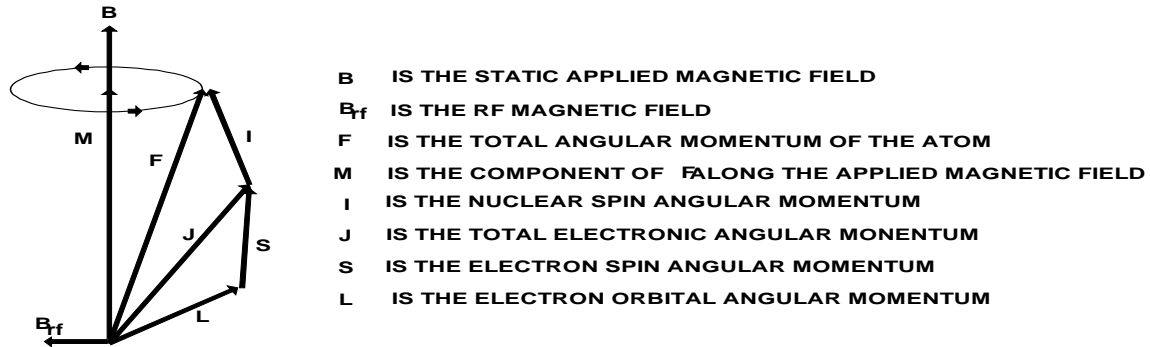 B
M
F
I
J
S
L
Brf
B IS THE STATIC APPLIED MAGNETIC FIELD
Brf IS THE RF MAGNETIC FIELD
F IS THE TOTAL ANGULAR MOMENTUM OF THE ATOM
M IS THE COMPONENT OF F ALONG THE APPLIED MAGNETIC FIELD
I IS THE NUCLEAR SPIN ANGULAR MOMENTUM
J IS THE TOTAL ELECTRONIC ANGULAR MONENTUM
S IS THE ELECTRON SPIN ANGULAR MOMENTUM
L IS THE ELECTRON ORBITAL ANGULAR MOMENTUM